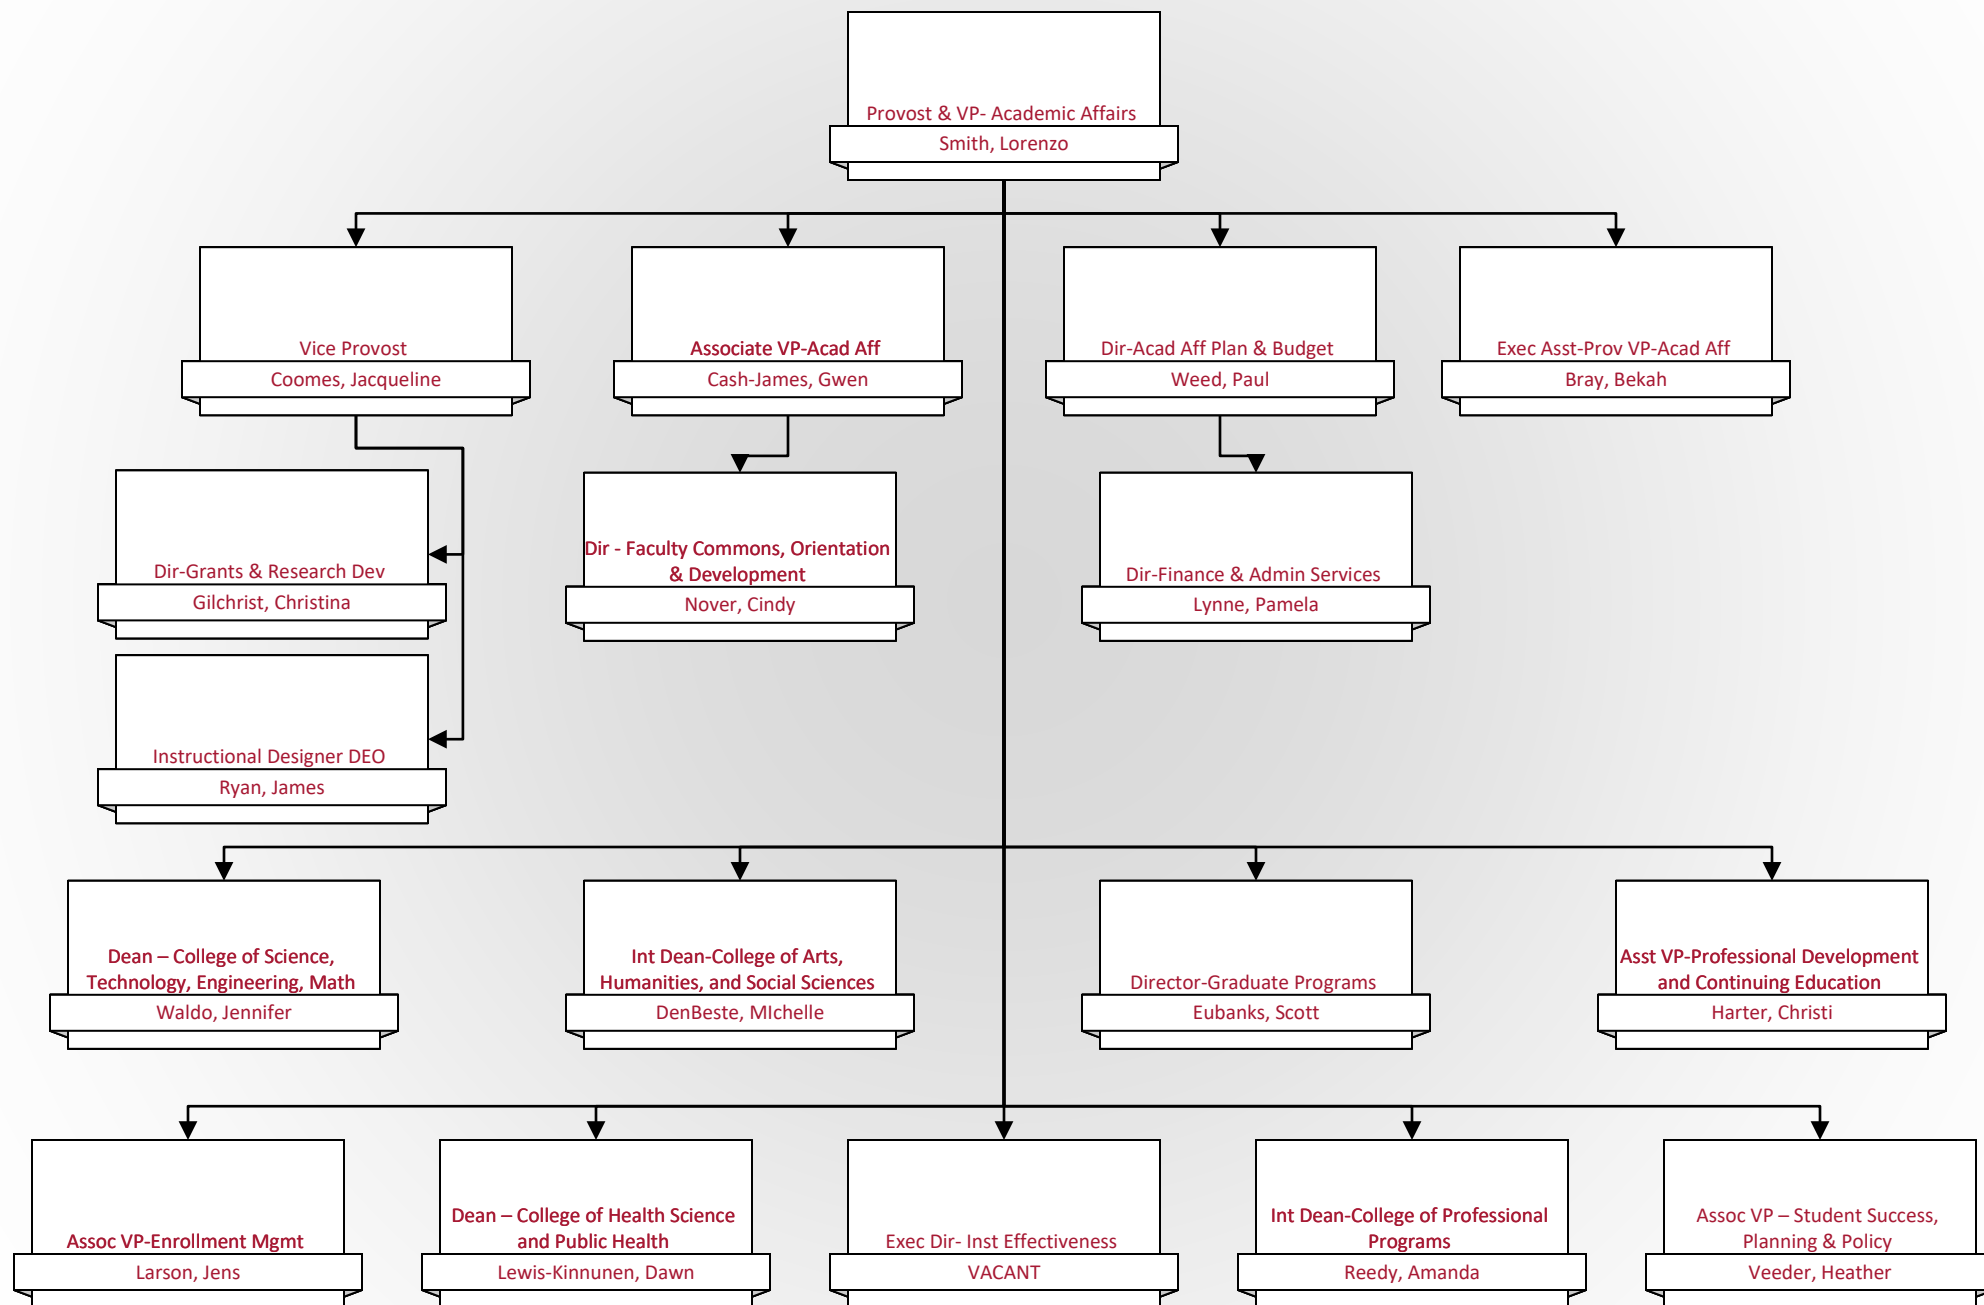 Provost & VP- Academic Affairs
Smith, Lorenzo
Vice Provost
Coomes, Jacqueline
Associate VP-Acad Aff
Cash-James, Gwen
Dir-Acad Aff Plan & Budget
Weed, Paul
Exec Asst-Prov VP-Acad Aff
Bray, Bekah
Dir-Grants & Research Dev
Gilchrist, Christina
Dir - Faculty Commons, Orientation
& Development
Nover, Cindy
Dir-Finance & Admin Services
Lynne, Pamela
Instructional Designer DEO
Ryan, James
Dean – College of Science,
Technology, Engineering, Math
Waldo, Jennifer
Int Dean-College of Arts,
Humanities, and Social Sciences
DenBeste, MIchelle
Director-Graduate Programs
Eubanks, Scott
Asst VP-Professional Development
and Continuing Education
Harter, Christi
Assoc VP-Enrollment Mgmt
Larson, Jens
Dean – College of Health Science
and Public Health
Lewis-Kinnunen, Dawn
Exec Dir- Inst Effectiveness
VACANT
Int Dean-College of Professional
Programs
Reedy, Amanda
Assoc VP – Student Success,
Planning & Policy
Veeder, Heather